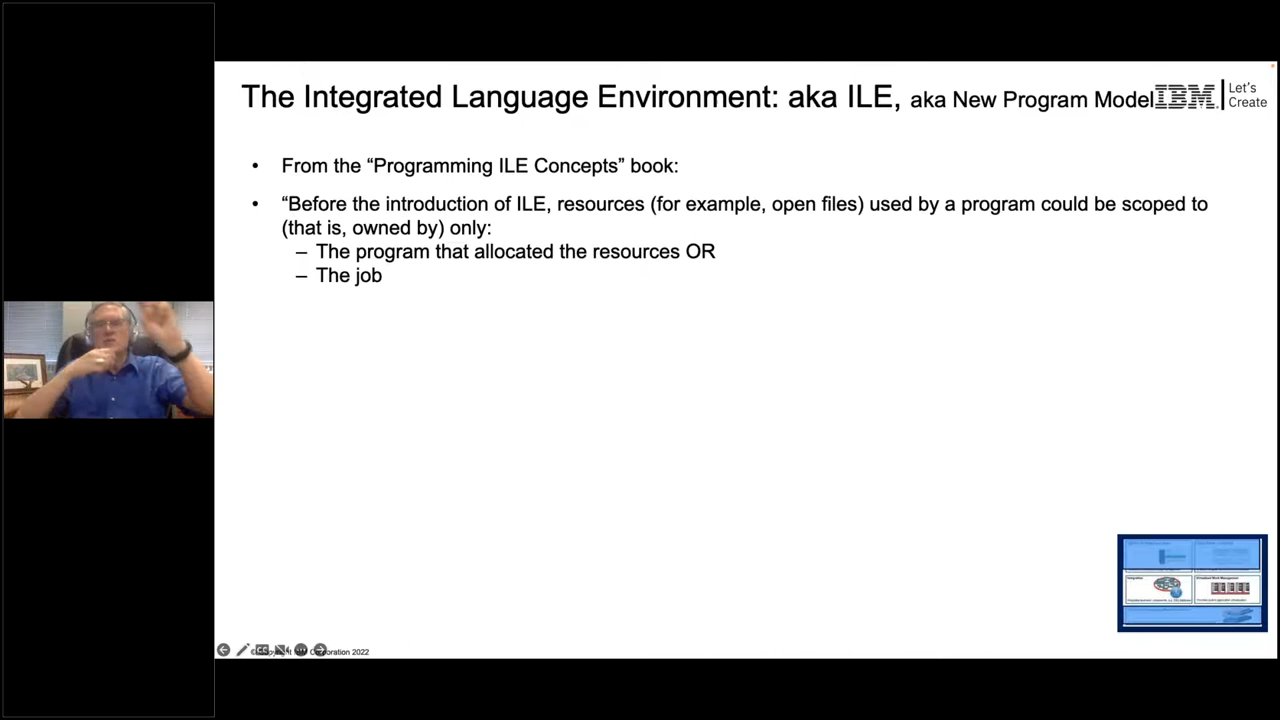 The Integrated Language Environment: aka ILE, aka New Program Model
IBM
Let's
Create
• From the “Programming ILE Concepts” book:
• “Before the introduction of ILE, resources (for example, open files) used by a program could be scoped to
(that is, owned by) only:
– The program that allocated the resources OR
– The job
Corporation 2022